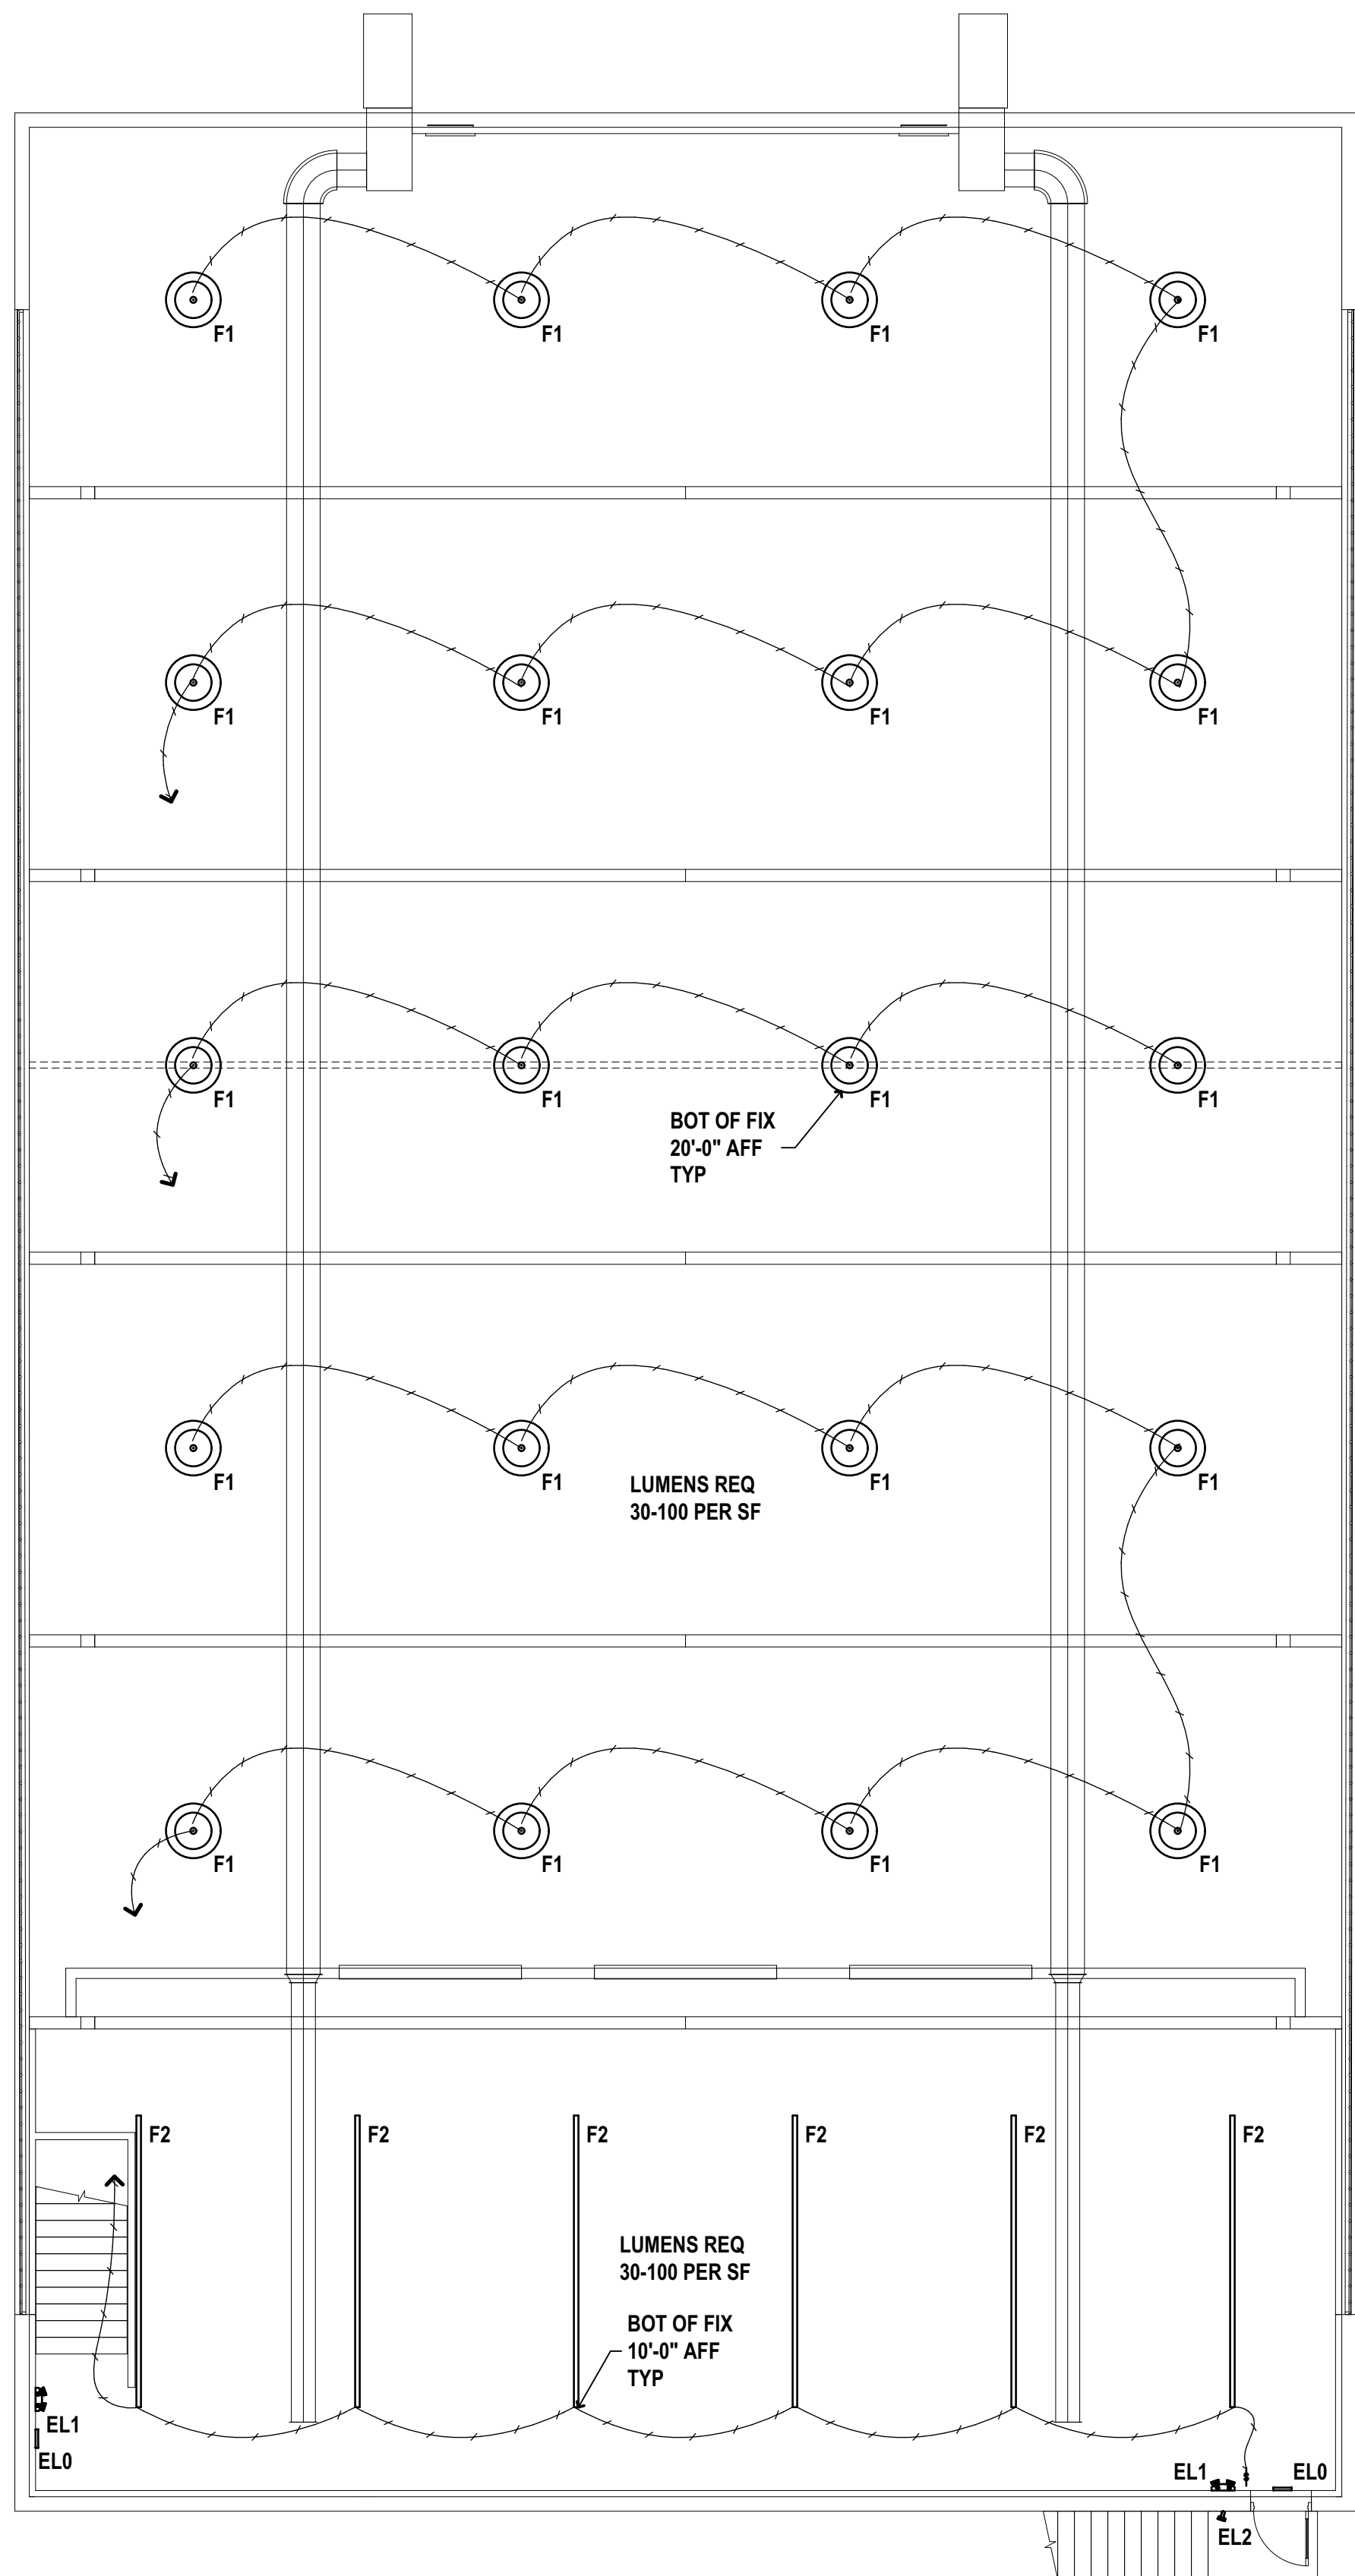 F1
F1
F1
F1
F1
F1
F1
F1
F1
F1
F1
F1
BOT OF FIX
20'-0" AFF
TYP
F1
F1
F1
F1
LUMENS REQ
30-100 PER SF
F1
F1
F1
F1
F2
F2
F2
F2
F2
F2
LUMENS REQ
30-100 PER SF
BOT OF FIX
10'-0" AFF
TYP
EL1
EL0
EL1
EL0
$
EL2